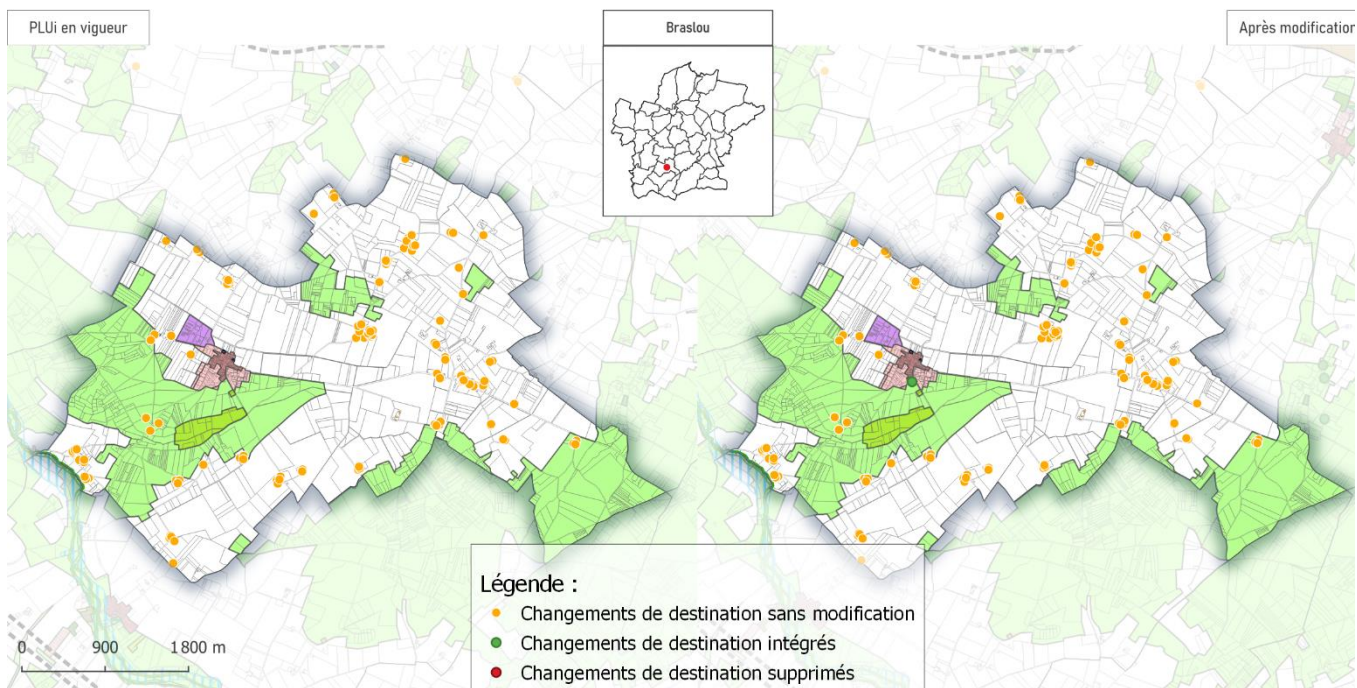 PLUi en vigueur
Braslou
Après modification
Légende :
Changements de destination sans modification
Changements de destination intégrés
Changements de destination supprimés
0 900 1 800 m